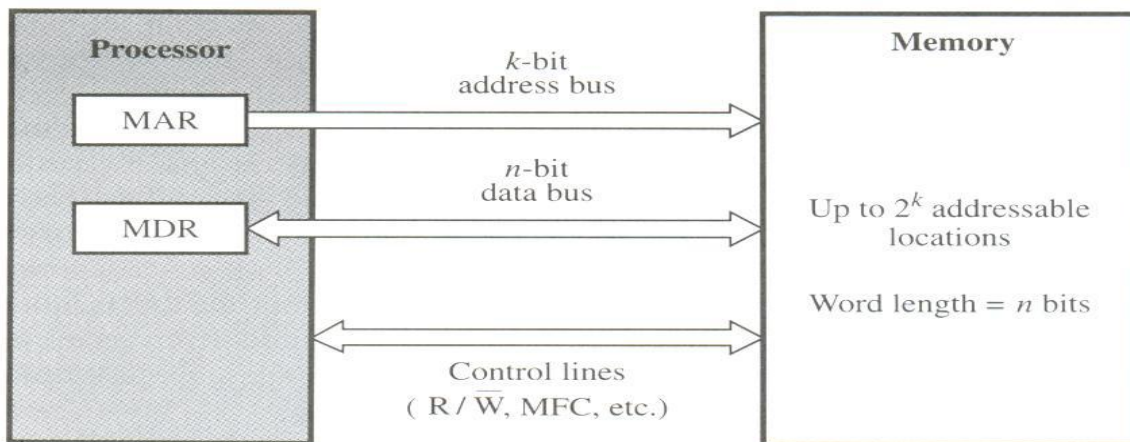 Processor
MAR
MDR
k-bit
address bus
n-bit
data bus
Control lines
( R / W̅, MFC, etc.)
Memory
Up to 2ᵏ addressable
locations
Word length = n bits